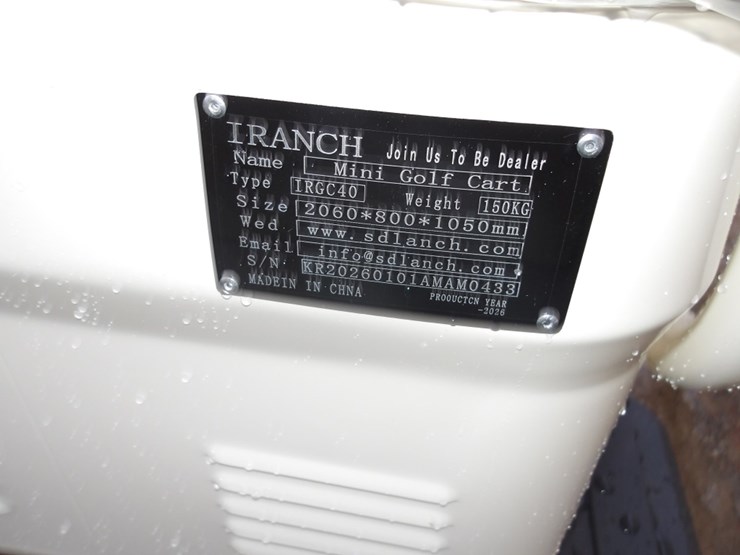 IRANCH Join Us To Be Dealer
Name Mini Golf Cart
Type IRGC40 Weight 150KG
Size 2060*800*1050mm
Wed www.sdlanch.com
Email info@sdlanch.com
S/N. KR20260101AMAM0433
MADEIN IN CHNA PROOUCTCN YEAR
-2026